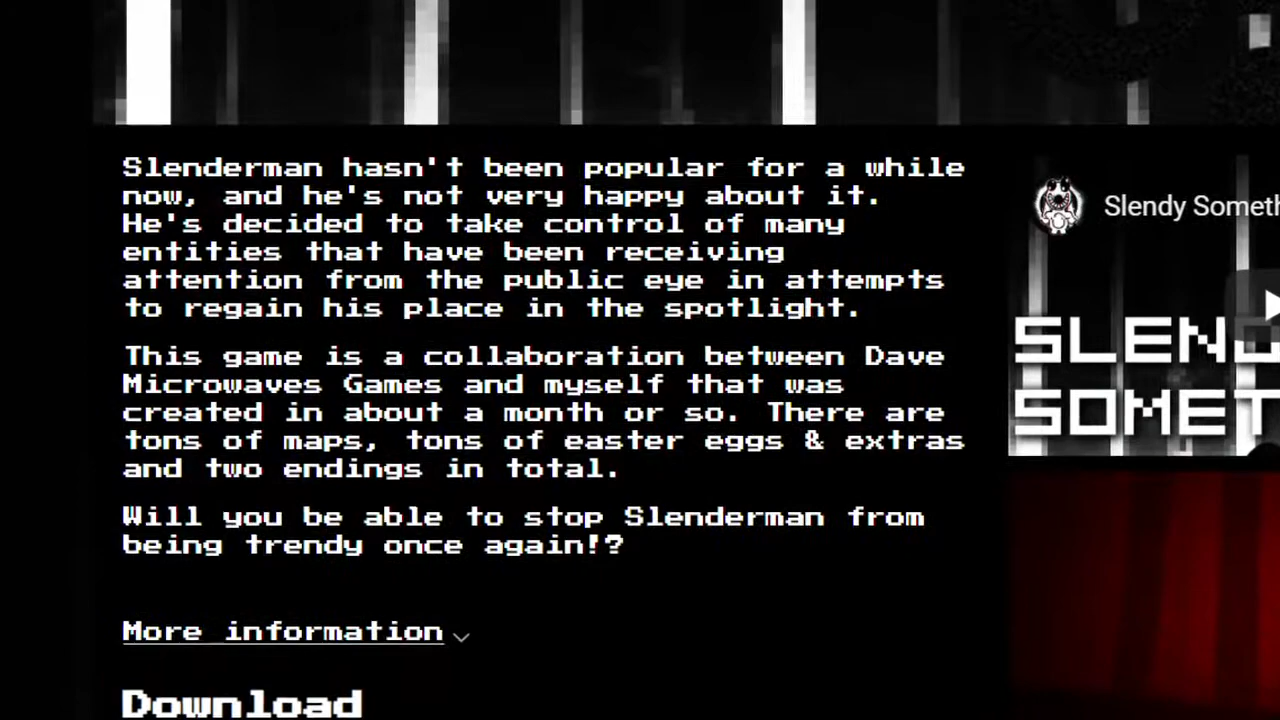 Slenderman hasn't been popular for a while
now, and he's not very happy about it.
He's decided to take control of many
entities that have been receiving
attention from the public eye in attempts
to regain his place in the spotlight.
This game is a collaboration between Dave
Microwaves Games and myself that was
created in about a month or so. There are
tons of maps, tons of easter eggs & extras
and two endings in total.
Will you be able to stop Slenderman from
being trendy once again!?
More information
Download
Slendy Someth
SLEND
SOMET